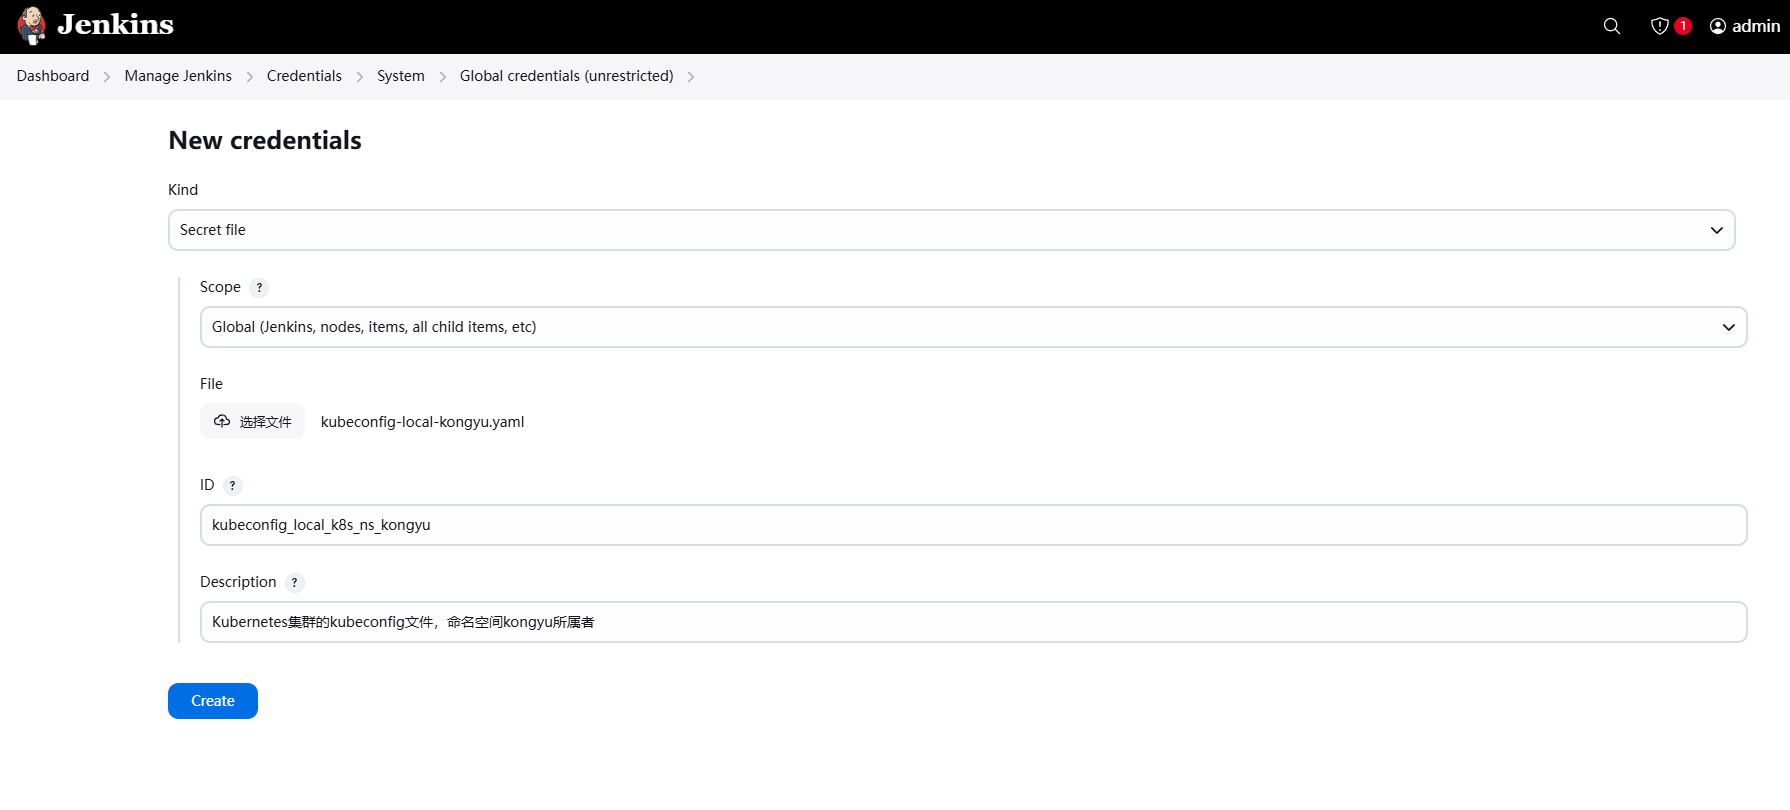 Jenkins
1
admin
Dashboard > Manage Jenkins > Credentials > System > Global credentials (unrestricted) >
New credentials
Kind
Secret file
Scope ?
Global (Jenkins, nodes, items, all child items, etc)
File
选择文件 kubeconfig-local-kongyu.yaml
ID ?
kubeconfig_local_k8s_ns_kongyu
Description ?
Kubernetes集群的kubeconfig文件，命名空间kongyu所属者
Create